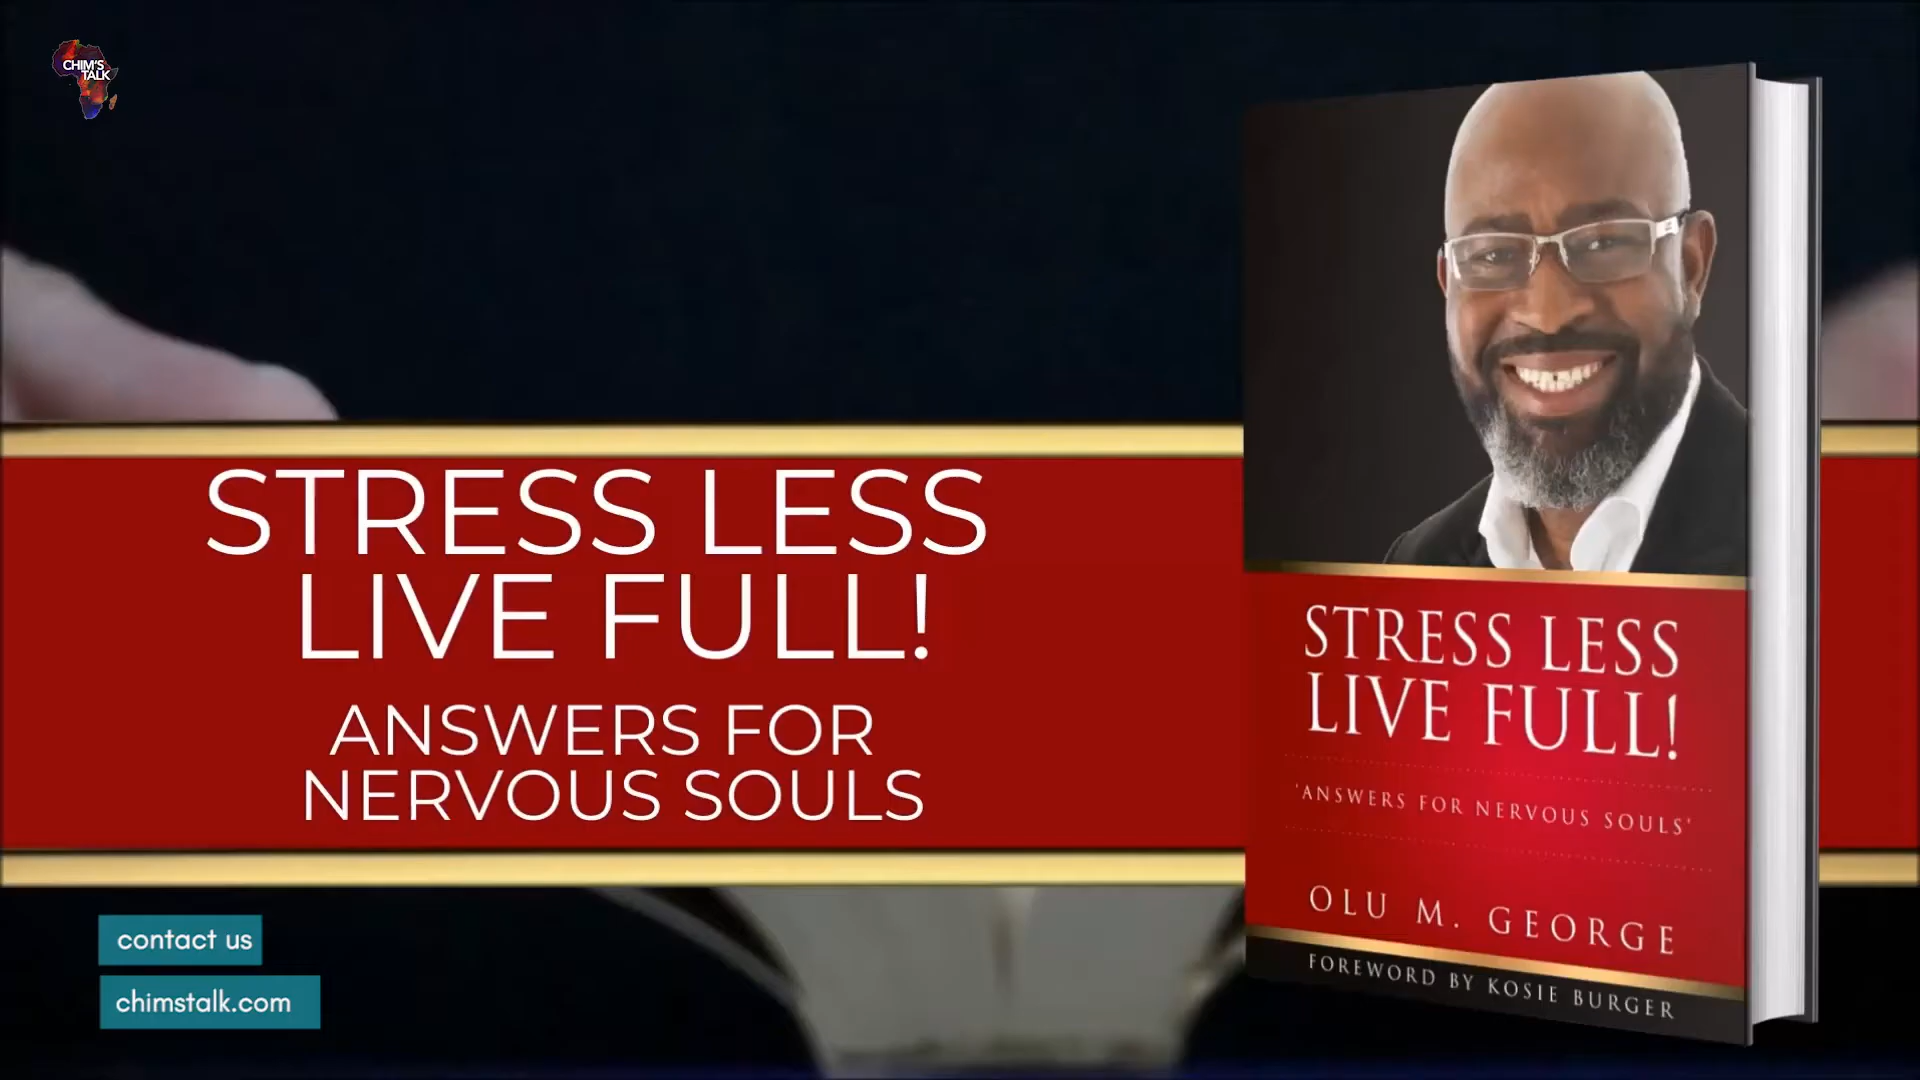 CHIM'S
TALK
STRESS LESS
LIVE FULL!
ANSWERS FOR
NERVOUS SOULS
contact us
chimstalk.com
STRESS LESS
LIVE FULL!
'ANSWERS FOR NERVOUS SOULS'
OLU M. GEORGE
FOREWORD BY KOSIE BURGER